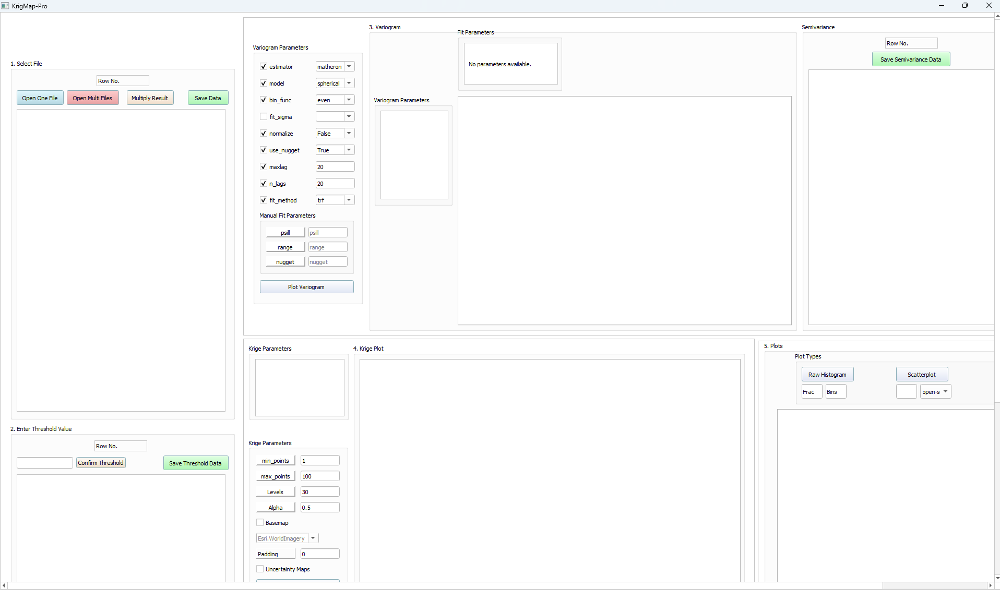 KrigMap-Pro
1. Select File
Row No.
Open One File
Open Multi Files
Multiply Result
Save Data
2. Enter Threshold Value
Row No.
Confirm Threshold
Save Threshold Data
Variogram Parameters
estimator
matheron
model
spherical
bin_func
even
fit_sigma
normalize
False
use_nugget
True
maxlag
20
n_lags
20
fit_method
trf
Manual Fit Parameters
psill
psill
range
range
nugget
nugget
Plot Variogram
3. Variogram
Fit Parameters
No parameters available.
Variogram Parameters
Semivariance
Row No.
Save Semivariance Data
Krige Parameters
Krige Parameters
min_points
1
max_points
100
Levels
30
Alpha
0.5
Basemap
Esri.WorldImagery
Padding
0
Uncertainty Maps
4. Krige Plot
5. Plots
Plot Types
Raw Histogram
Scatterplot
Frac
Bins
open-s